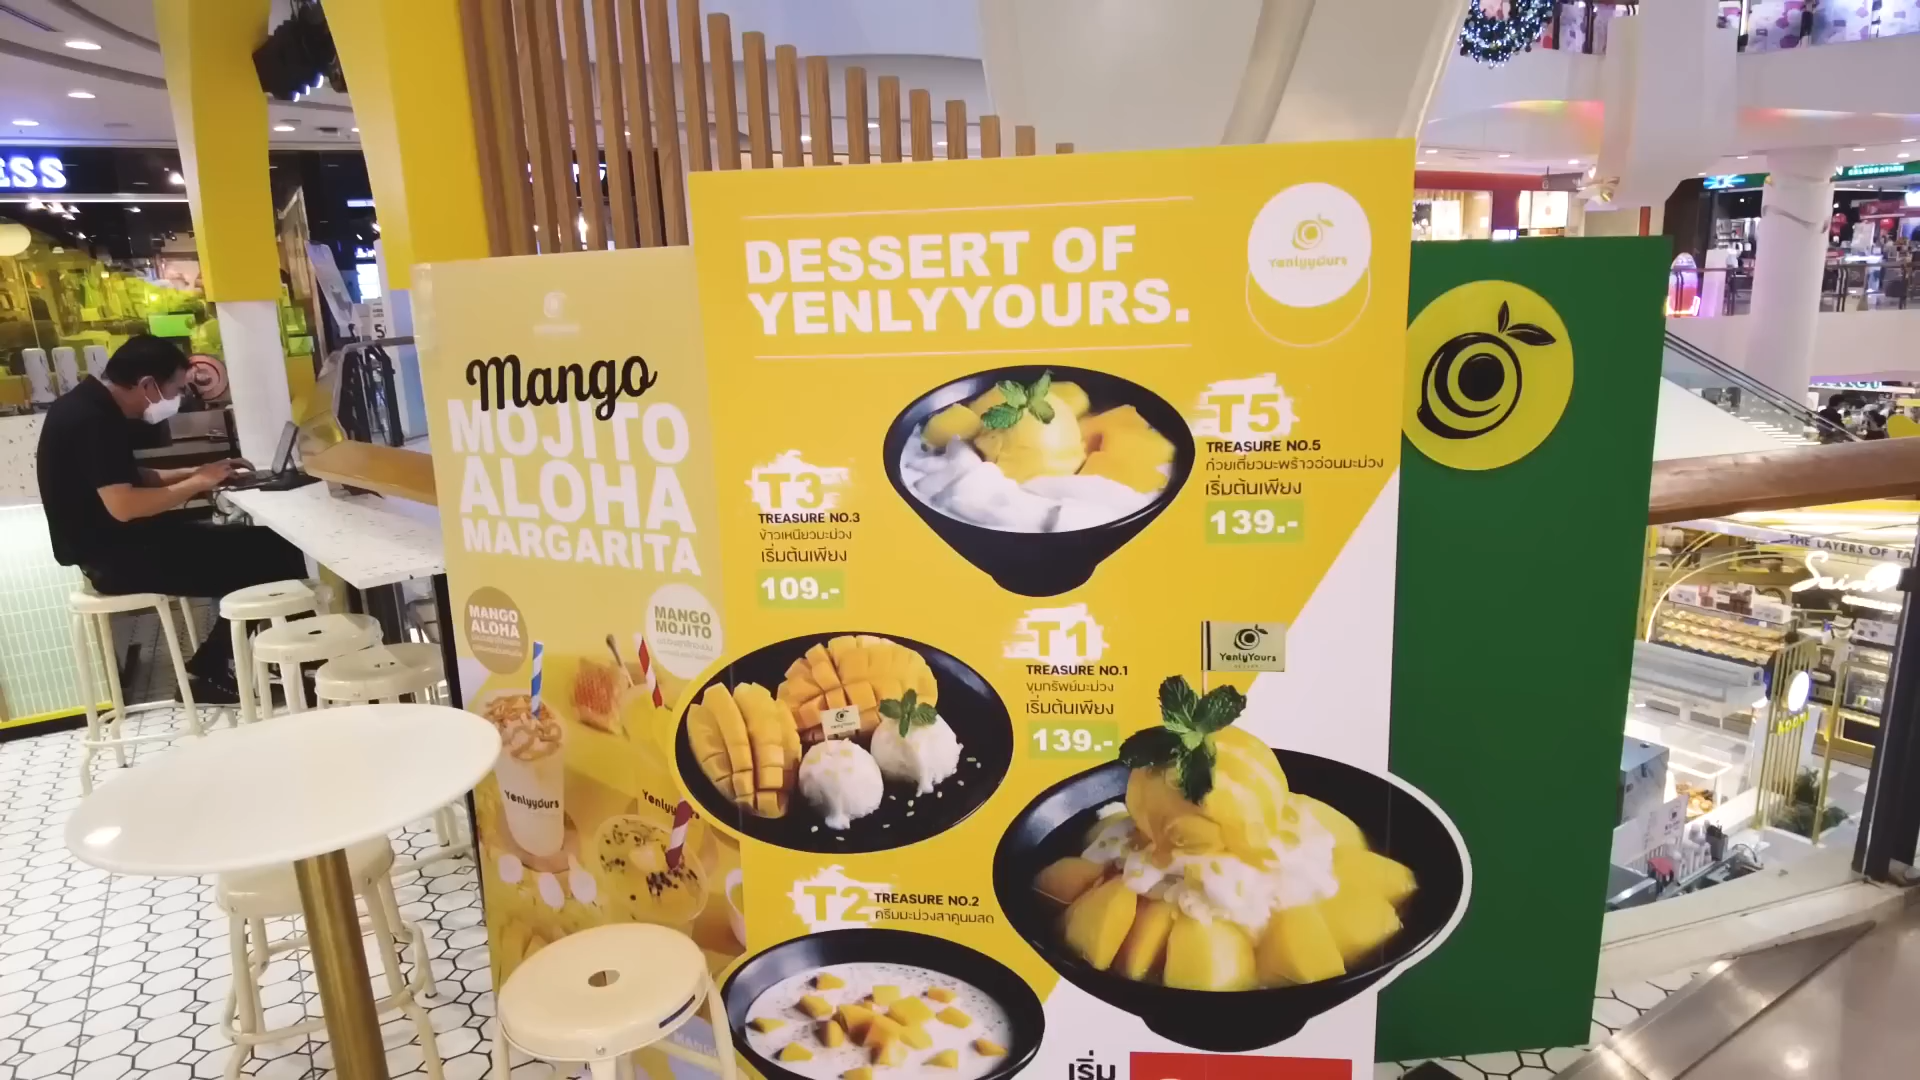 ESS
Mango
MOJITO
ALOHA
MARGARITA
MANGO
ALOHA
MANGO
MOJITO
Yenlyyours
DESSERT OF
YENLYYOURS.
Yenlyyours
T5
TREASURE NO.5
ก๋วยเตี๋ยวมะพร้าวอ่อนมะม่วง
เริ่มต้นเพียง
139.-
T3
TREASURE NO.3
ข้าวเหนียวมะม่วง
เริ่มต้นเพียง
109.-
T1
TREASURE NO.1
ขุมทรัพย์มะม่วง
เริ่มต้นเพียง
139.-
YenlyYours
T2
TREASURE NO.2
ครีมมะม่วงสาคูนมสด
เริ่ม
CELEBRATION
THE LAYERS OF TA